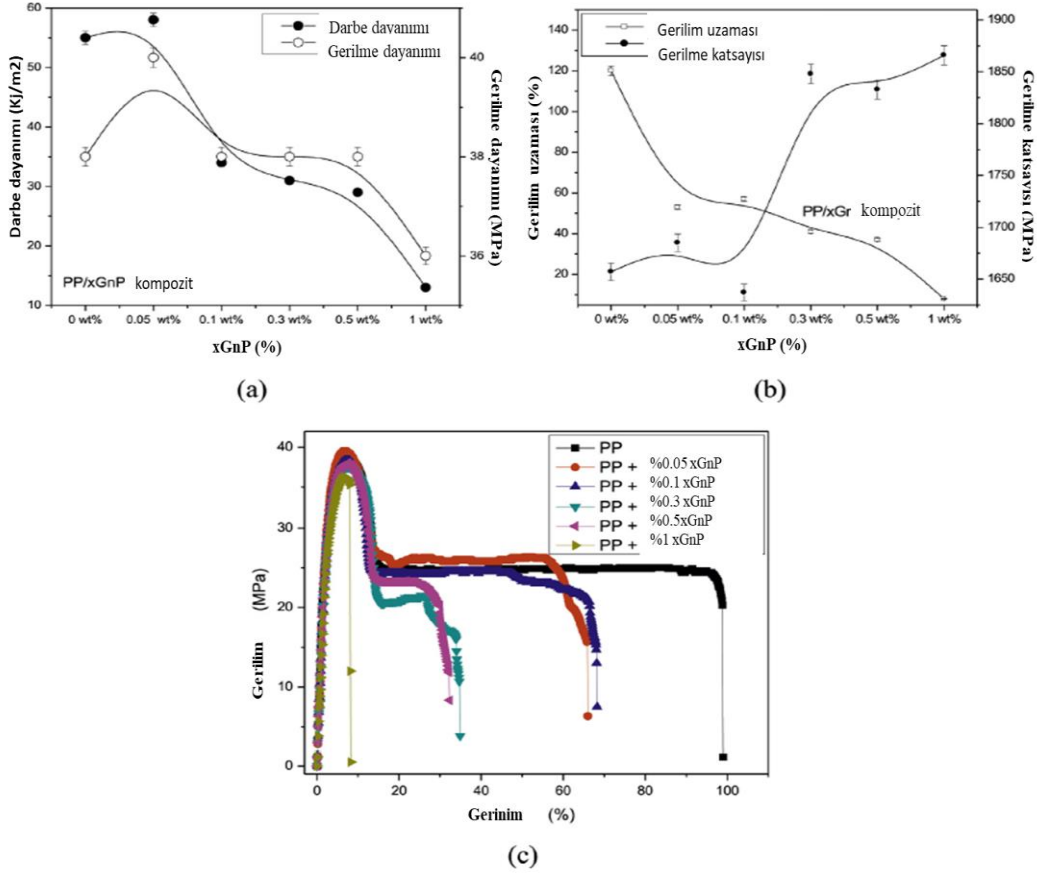 Darbe davanımı
Gerilme dayanımı
60
50
40
30
20
10
Darbe dayanımı (Kj/m2)
40
38
36
Gerilme dayanımı (MPa)
PP/xGnP kompozit
0 wt% 0.05 wt% 0.1 wt% 0.3 wt% 0.5 wt% 1 wt%
xGnP (%)
(a)
Gerilim uzaması
Gerilme katsayısı
140
120
100
80
60
40
20
Gerilim uzaması (%)
1900
1850
1800
1750
1700
1650
Gerilme katsayısı (MPa)
PP/xGr kompozit
0 wt% 0.05 wt% 0.1 wt% 0.3 wt% 0.5 wt% 1 wt%
xGnP (%)
(b)
PP
PP + %0.05 xGnP
PP + %0.1 xGnP
PP + %0.3 xGnP
PP + %0.5xGnP
PP + %1 xGnP
40
30
20
10
0
Gerilim (MPa)
0 20 40 60 80 100
Gerinim (%)
(c)